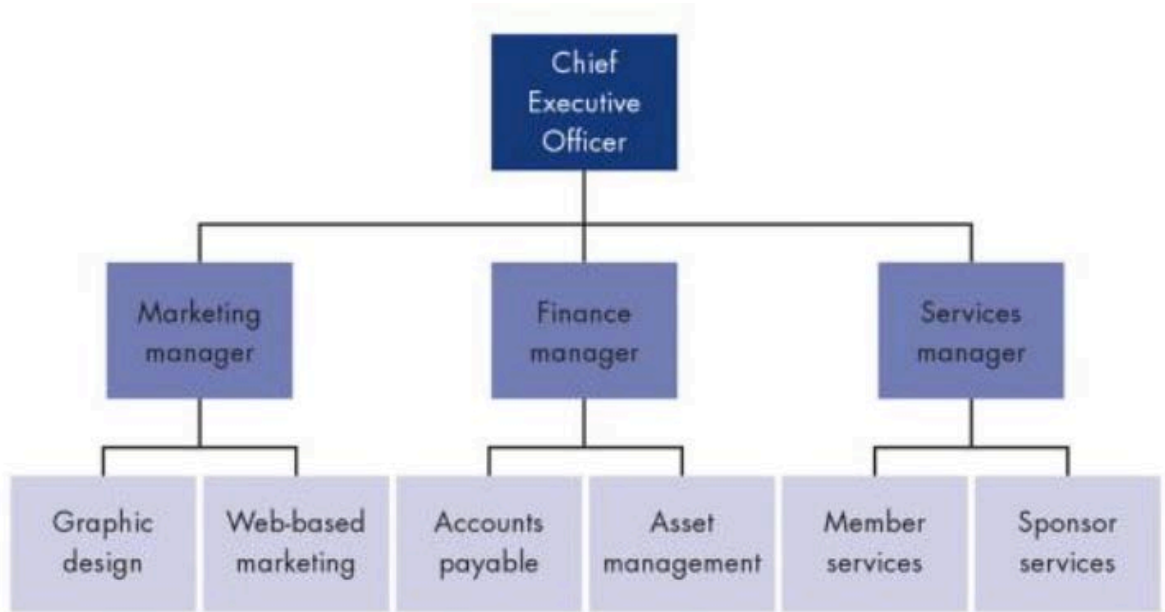 Chief
Executive
Officer
Marketing
manager
Finance
manager
Services
manager
Graphic
design
Web-based
marketing
Accounts
payable
Asset
management
Member
services
Sponsor
services